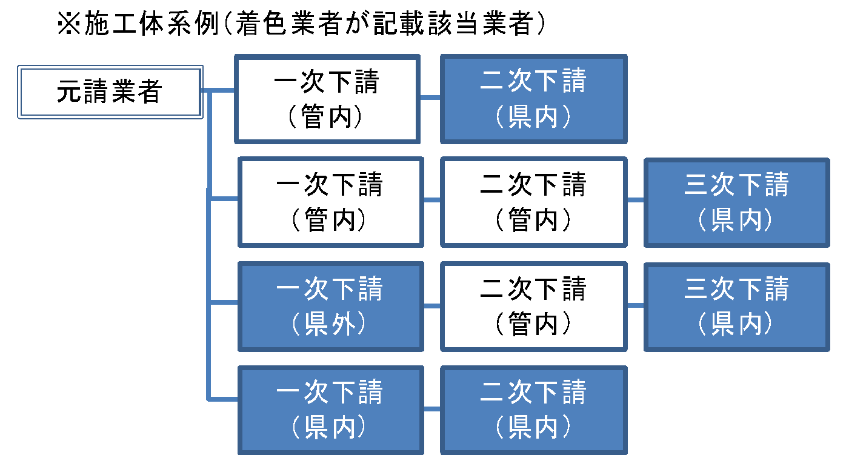 ※施工体系例（着色業者が記載該当業者）
元請業者
一次下請
（管内）
二次下請
（県内）
一次下請
（管内）
二次下請
（管内）
三次下請
（県内）
一次下請
（県外）
二次下請
（管内）
三次下請
（県内）
一次下請
（県内）
二次下請
（県内）